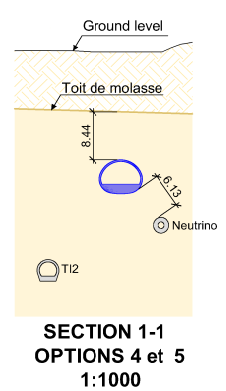 Ground level
Toit de molasse
8.44
6.13
Neutrino
TI2
SECTION 1-1
OPTIONS 4 et 5
1:1000